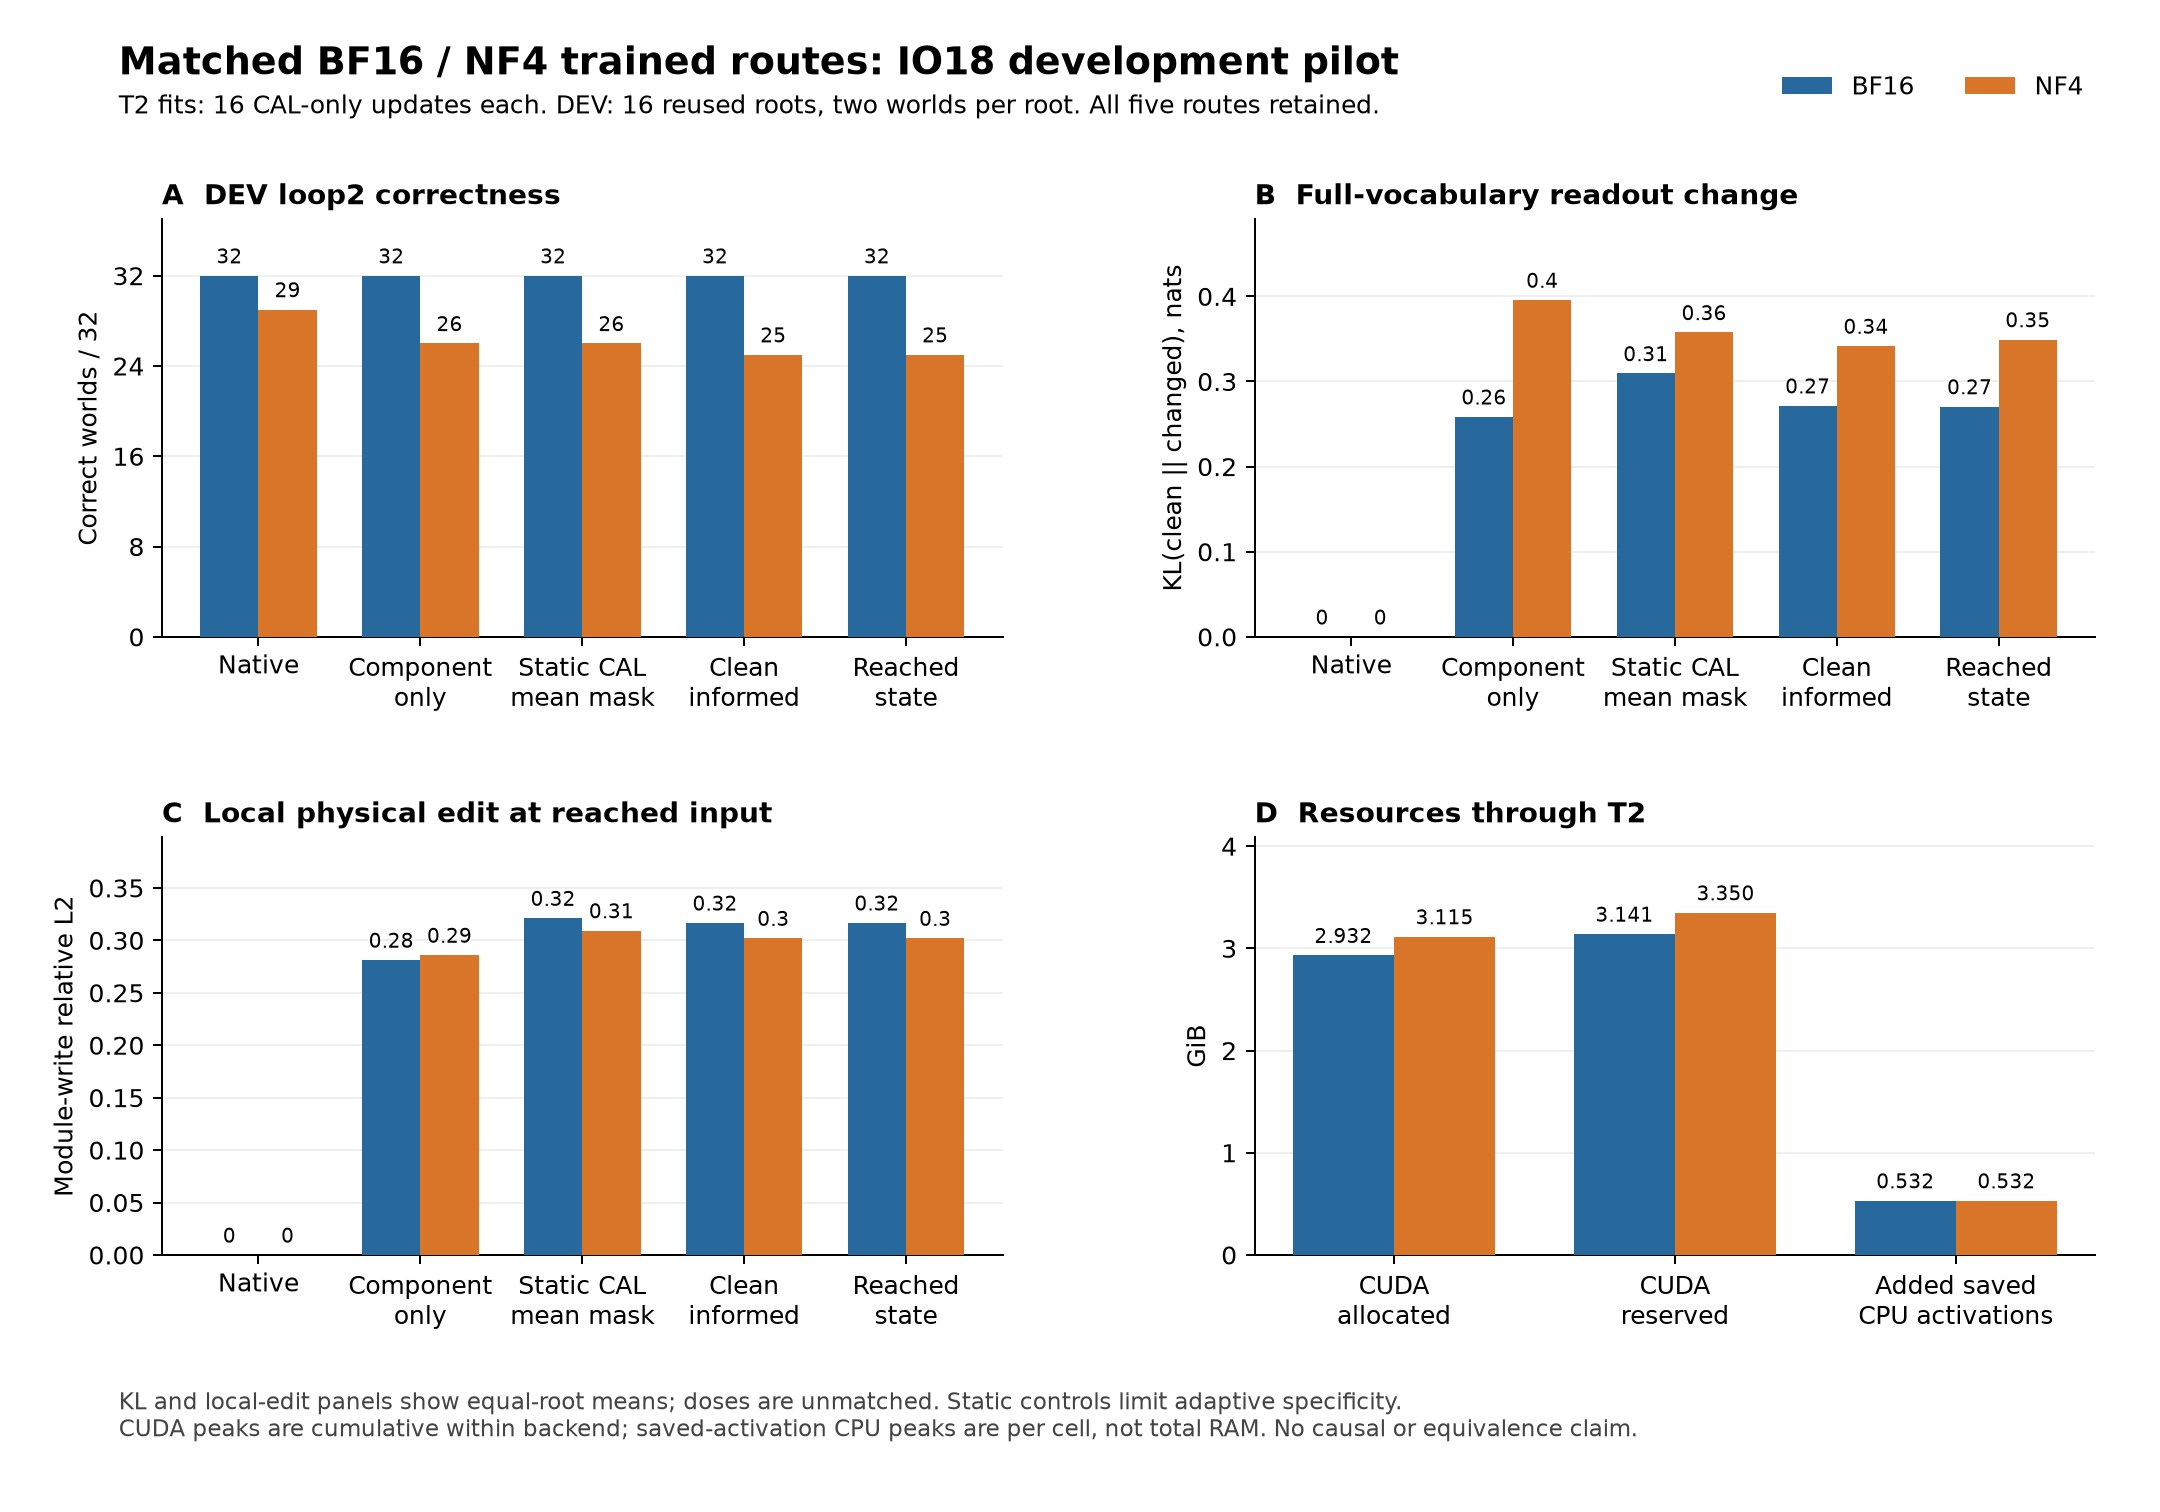 Matched BF16 / NF4 trained routes: IO18 development pilot
T2 fits: 16 CAL-only updates each. DEV: 16 reused roots, two worlds per root. All five routes retained.
BF16
NF4
A DEV loop2 correctness
Correct worlds / 32
32
24
16
8
0
32 29 32 26 32 26 32 25 32 25
Native
Component
only
Static CAL
mean mask
Clean
informed
Reached
state
B Full-vocabulary readout change
KL(clean || changed), nats
0.4
0.3
0.2
0.1
0.0
0 0 0.26 0.4 0.31 0.36 0.27 0.34 0.27 0.35
Native
Component
only
Static CAL
mean mask
Clean
informed
Reached
state
C Local physical edit at reached input
Module-write relative L2
0.35
0.30
0.25
0.20
0.15
0.10
0.05
0.00
0 0 0.28 0.29 0.32 0.31 0.32 0.3 0.32 0.3
Native
Component
only
Static CAL
mean mask
Clean
informed
Reached
state
D Resources through T2
GiB
4
3
2
1
0
2.932 3.115 3.141 3.350 0.532 0.532
CUDA
allocated
CUDA
reserved
Added saved
CPU activations
KL and local-edit panels show equal-root means; doses are unmatched. Static controls limit adaptive specificity.
CUDA peaks are cumulative within backend; saved-activation CPU peaks are per cell, not total RAM. No causal or equivalence claim.